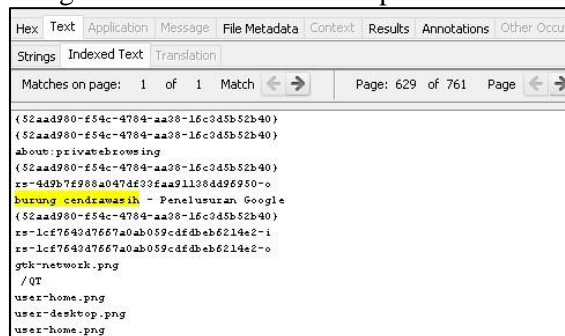 Hex Text Application Message File Metadata Context Results Annotations Other Occu
Strings Indexed Text Translation
Matches on page: 1 of 1 Match Page: 629 of 761 Page
{52aad980-f54c-4784-aa38-16c3d5b52b40}
{52aad980-f54c-4784-aa38-16c3d5b52b40}
about:privatebrowsing
{52aad980-f54c-4784-aa38-16c3d5b52b40}
rs-4d9b7f988a047df33faa91138dd96950-o
burung cendrawasih - Penelusuran Google
{52aad980-f54c-4784-aa38-16c3d5b52b40}
rs-1cf7643d7667a0ab059cdfdbeb6214e2-i
rs-1cf7643d7667a0ab059cdfdbeb6214e2-o
gtk-network.png
/QT
user-home.png
user-desktop.png
user-home.png